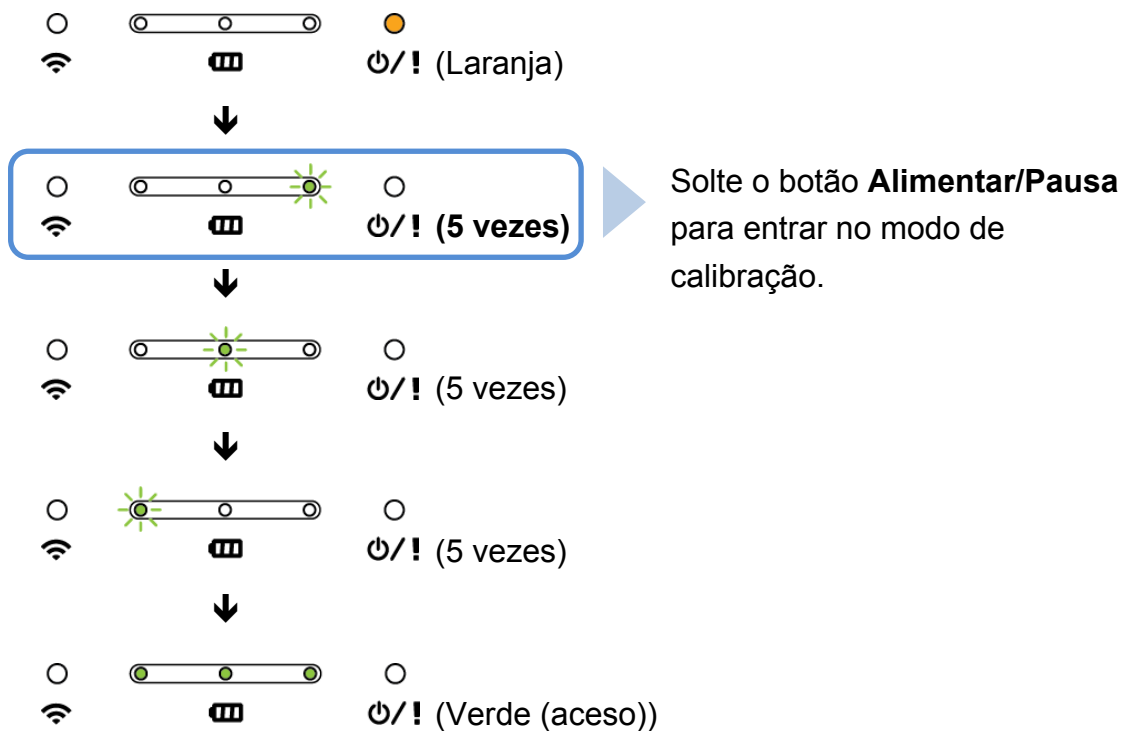 (Laranja)
(5 vezes)
Solte o botão Alimentar/Pausa
para entrar no modo de
calibração.
(5 vezes)
(5 vezes)
(Verde (aceso))